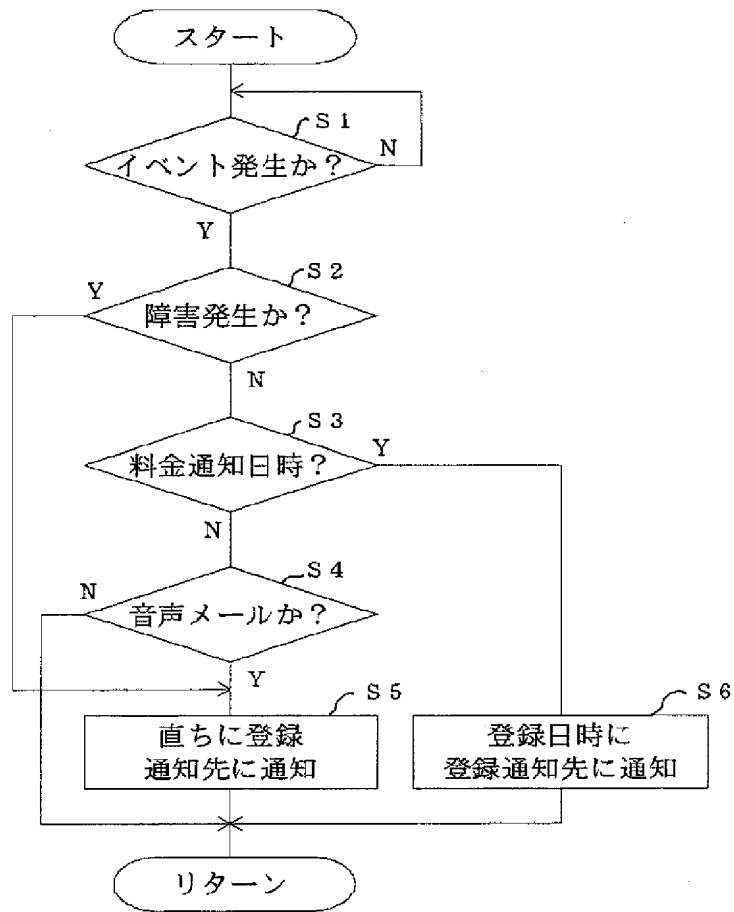 スタート
S1
イベント発生か？
N
Y
S2
Y
障害発生か？
N
S3
料金通知日時？
Y
N
S4
N
音声メールか？
Y
S5
直ちに登録
通知先に通知
S6
登録日時に
登録通知先に通知
リターン